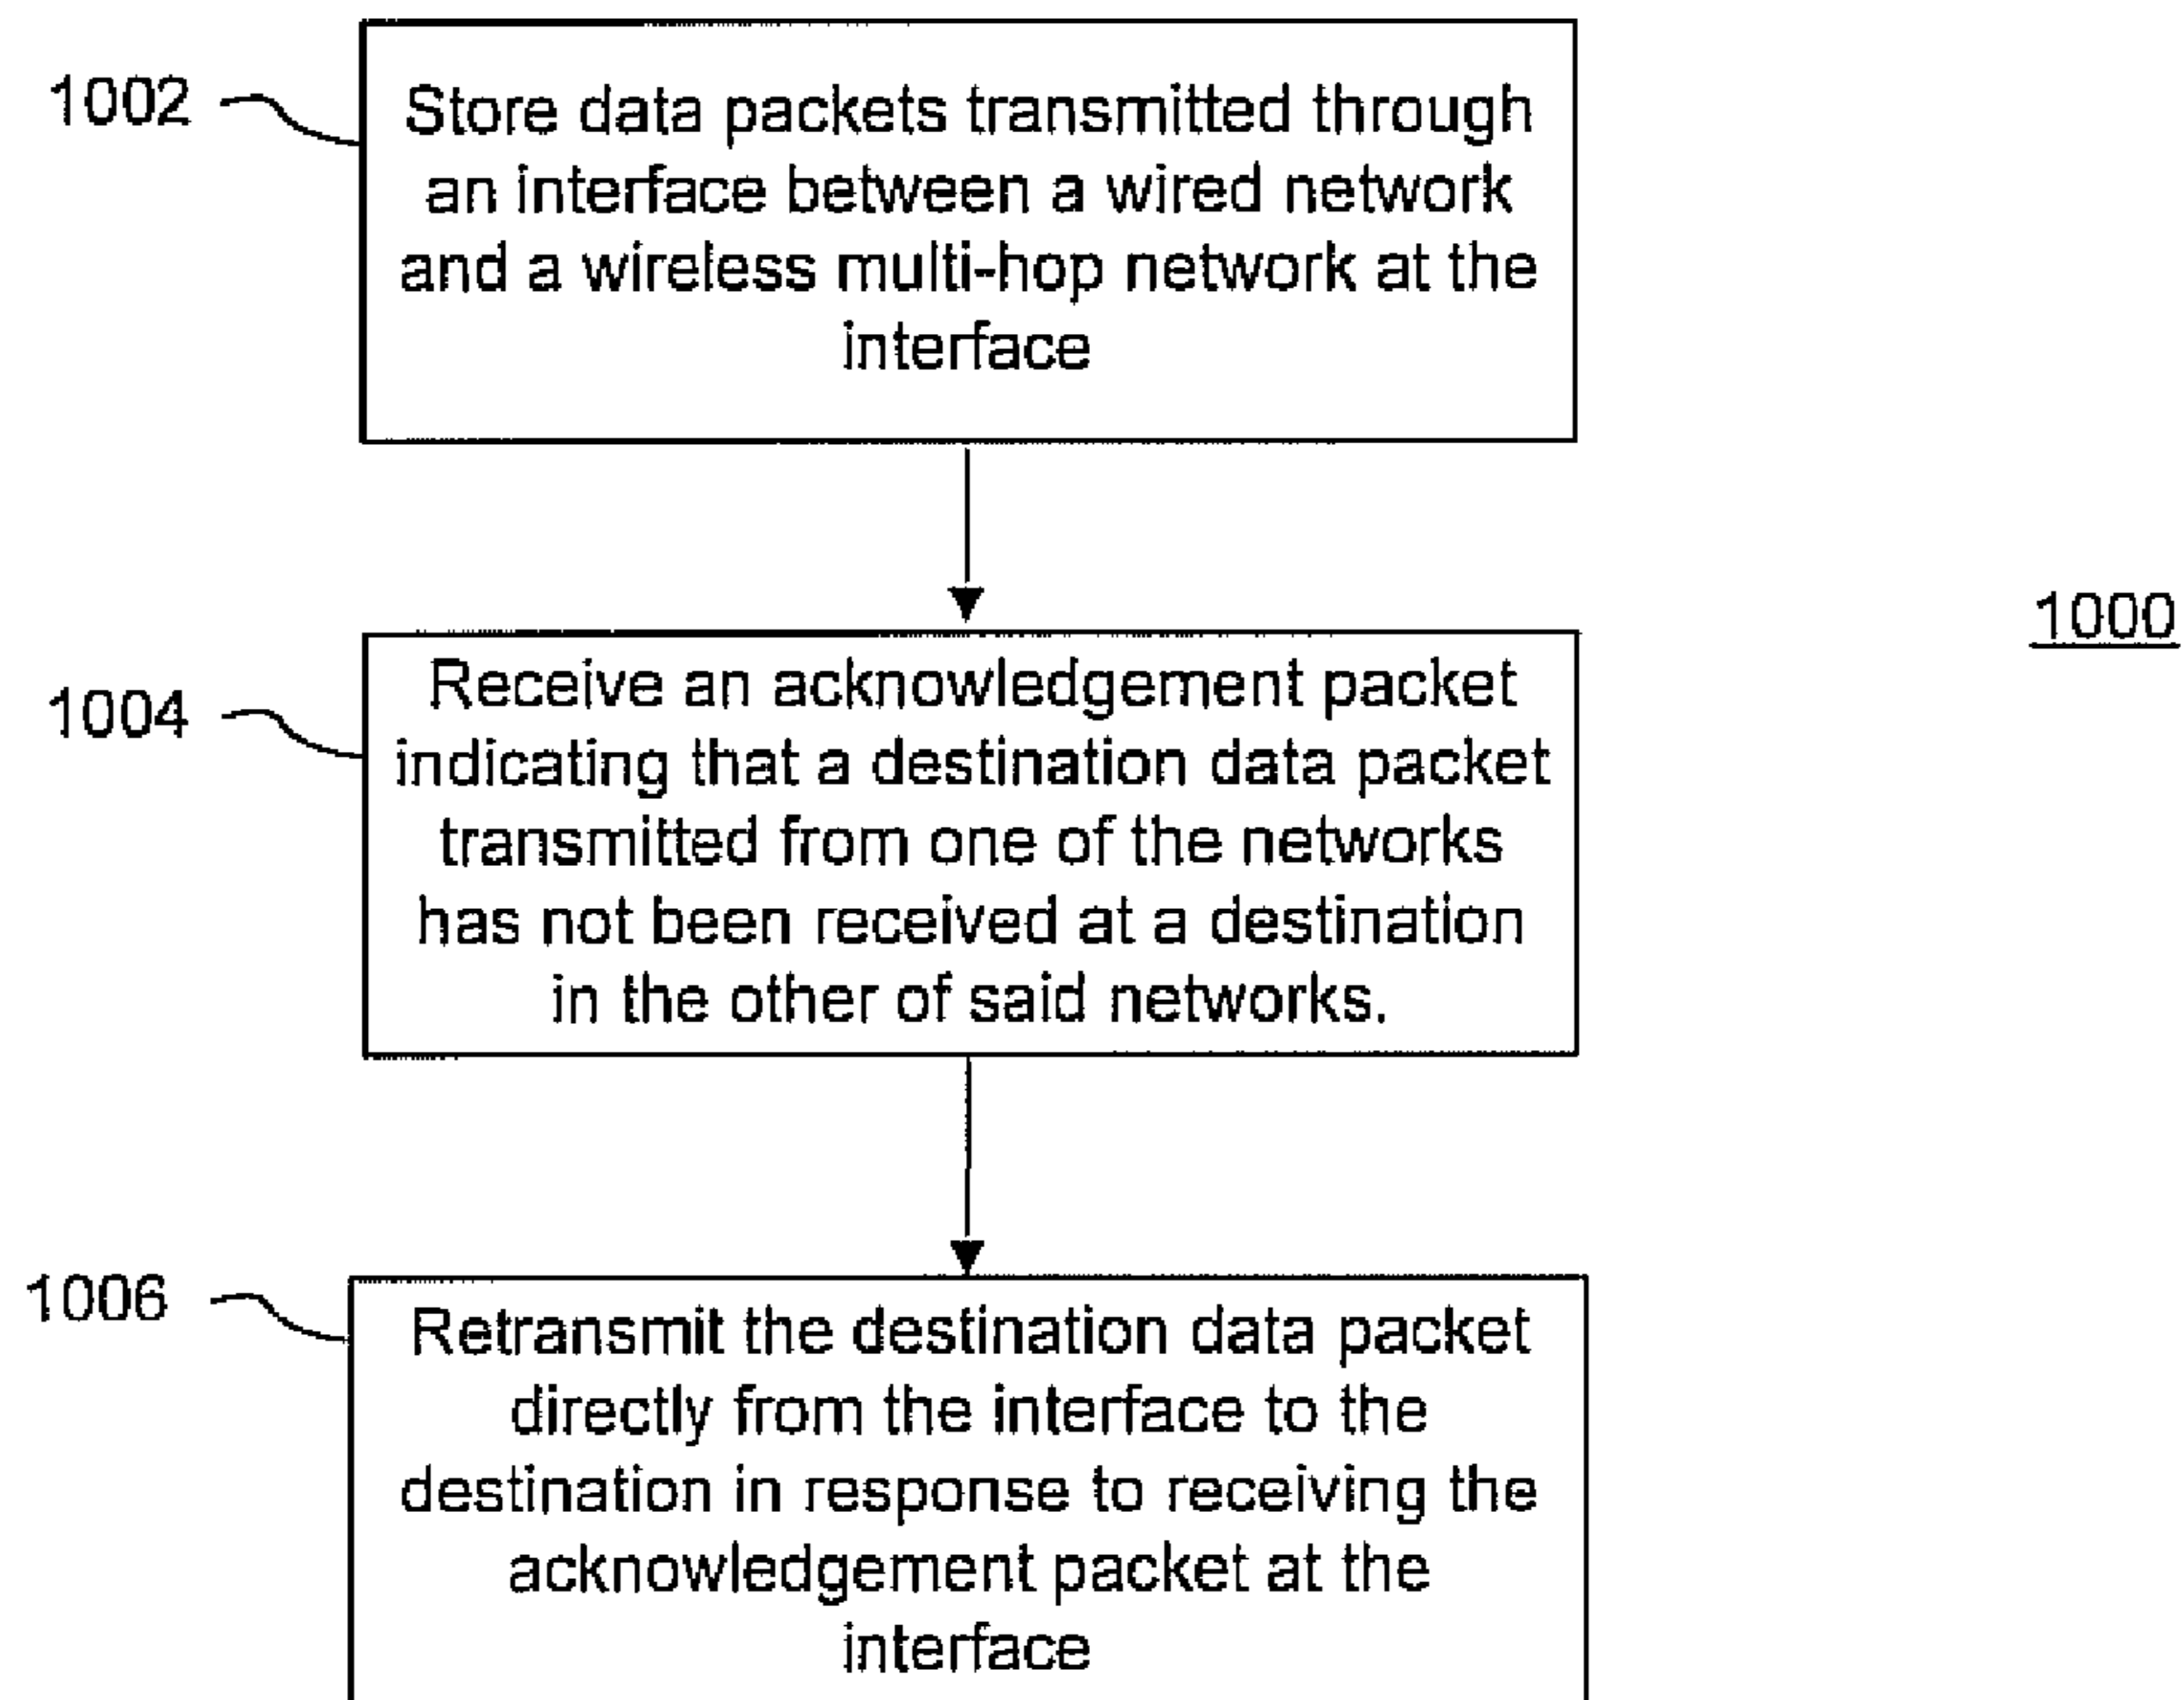 1002
Store data packets transmitted through
an interface between a wired network
and a wireless multi-hop network at the
interface
1000
1004
Receive an acknowledgement packet
indicating that a destination data packet
transmitted from one of the networks
has not been received at a destination
in the other of said networks.
1006
Retransmit the destination data packet
directly from the interface to the
destination in response to receiving the
acknowledgement packet at the
interface